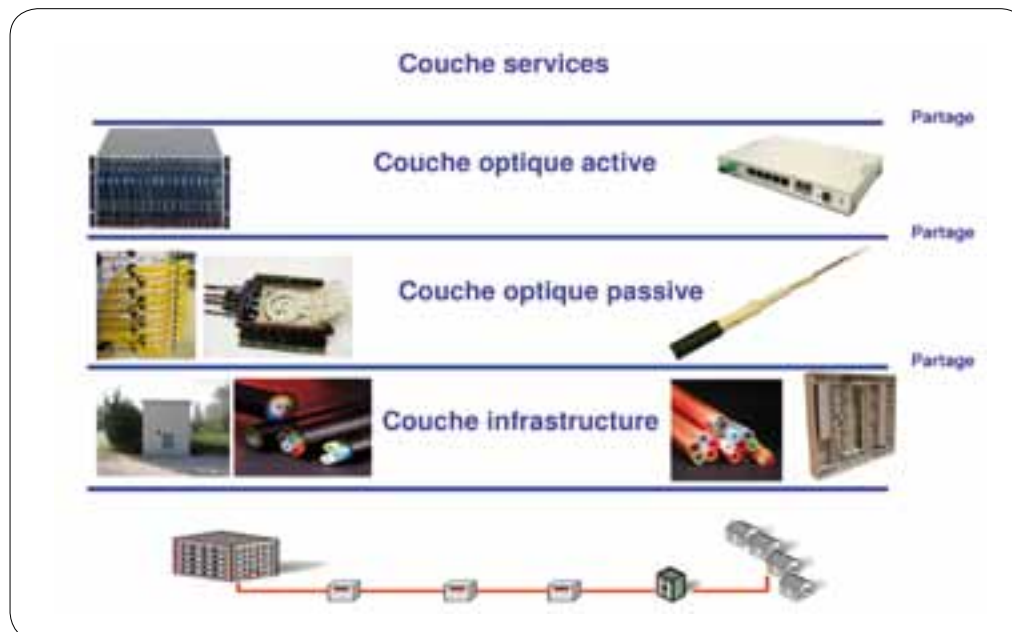 Couche services
Partage
Couche optique active
Partage
Couche optique passive
Partage
Couche infrastructure